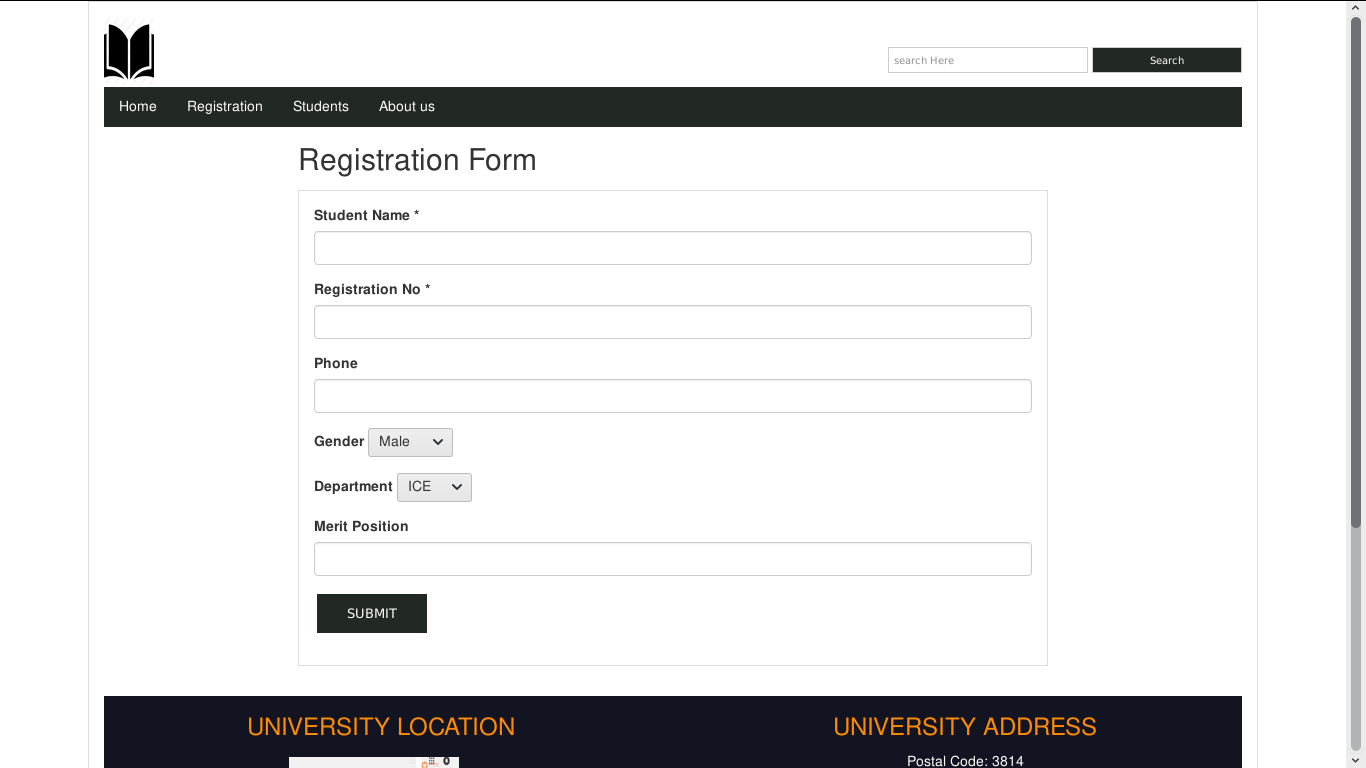 search Here Search
Home Registration Students About us
Registration Form
Student Name *
Registration No *
Phone
Gender Male
Department ICE
Merit Position
SUBMIT
UNIVERSITY LOCATION UNIVERSITY ADDRESS
Postal Code: 3814